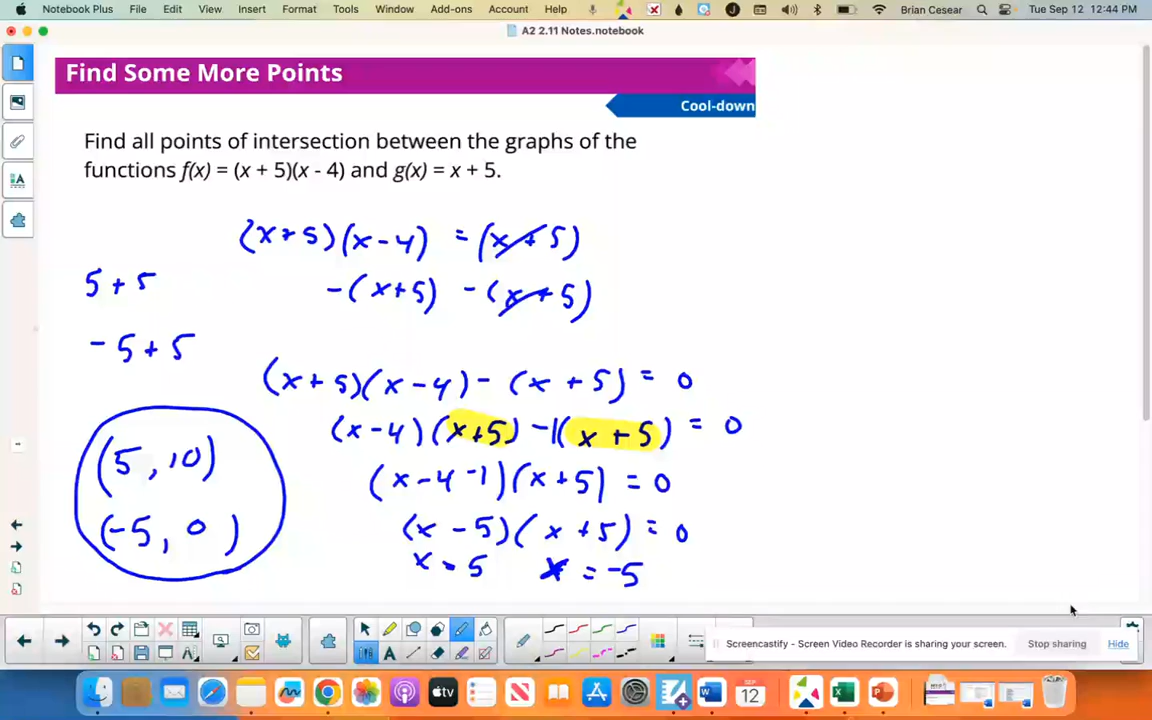 Notebook Plus File Edit View Insert Format Tools Window Add-ons Account Help Brian Cesear Tue Sep 12 12:44 PM
A2 2.11 Notes.notebook
Find Some More Points
Cool-down
Find all points of intersection between the graphs of the
functions f(x) = (x + 5)(x - 4) and g(x) = x + 5.
(x+5)(x-4) = (x+5)
5+5
-(x+5) -(x+5)
-5+5
(x+5)(x-4) - (x+5) = 0
(x-4)(x+5) -1(x+5) = 0
(5, 10)
(x-4-1)(x+5) = 0
(-5, 0)
(x-5)(x+5) = 0
x=5 x=-5
Screencastify - Screen Video Recorder is sharing your screen. Stop sharing Hide
SEP
12